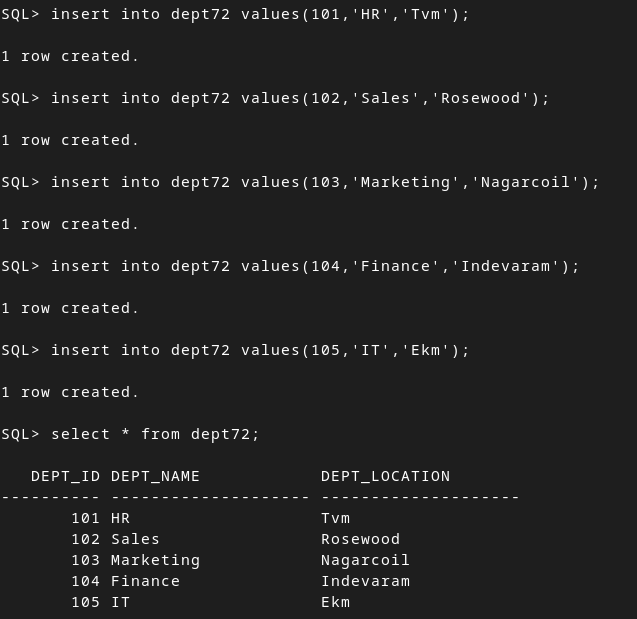 SQL> insert into dept72 values(101,'HR','Tvm');
1 row created.
SQL> insert into dept72 values(102,'Sales','Rosewood');
1 row created.
SQL> insert into dept72 values(103,'Marketing','Nagarcoil');
1 row created.
SQL> insert into dept72 values(104,'Finance','Indevaram');
1 row created.
SQL> insert into dept72 values(105,'IT','Ekm');
1 row created.
SQL> select * from dept72;
   DEPT_ID DEPT_NAME            DEPT_LOCATION
---------- -------------------- --------------------
       101 HR                   Tvm
       102 Sales                Rosewood
       103 Marketing            Nagarcoil
       104 Finance              Indevaram
       105 IT                   Ekm